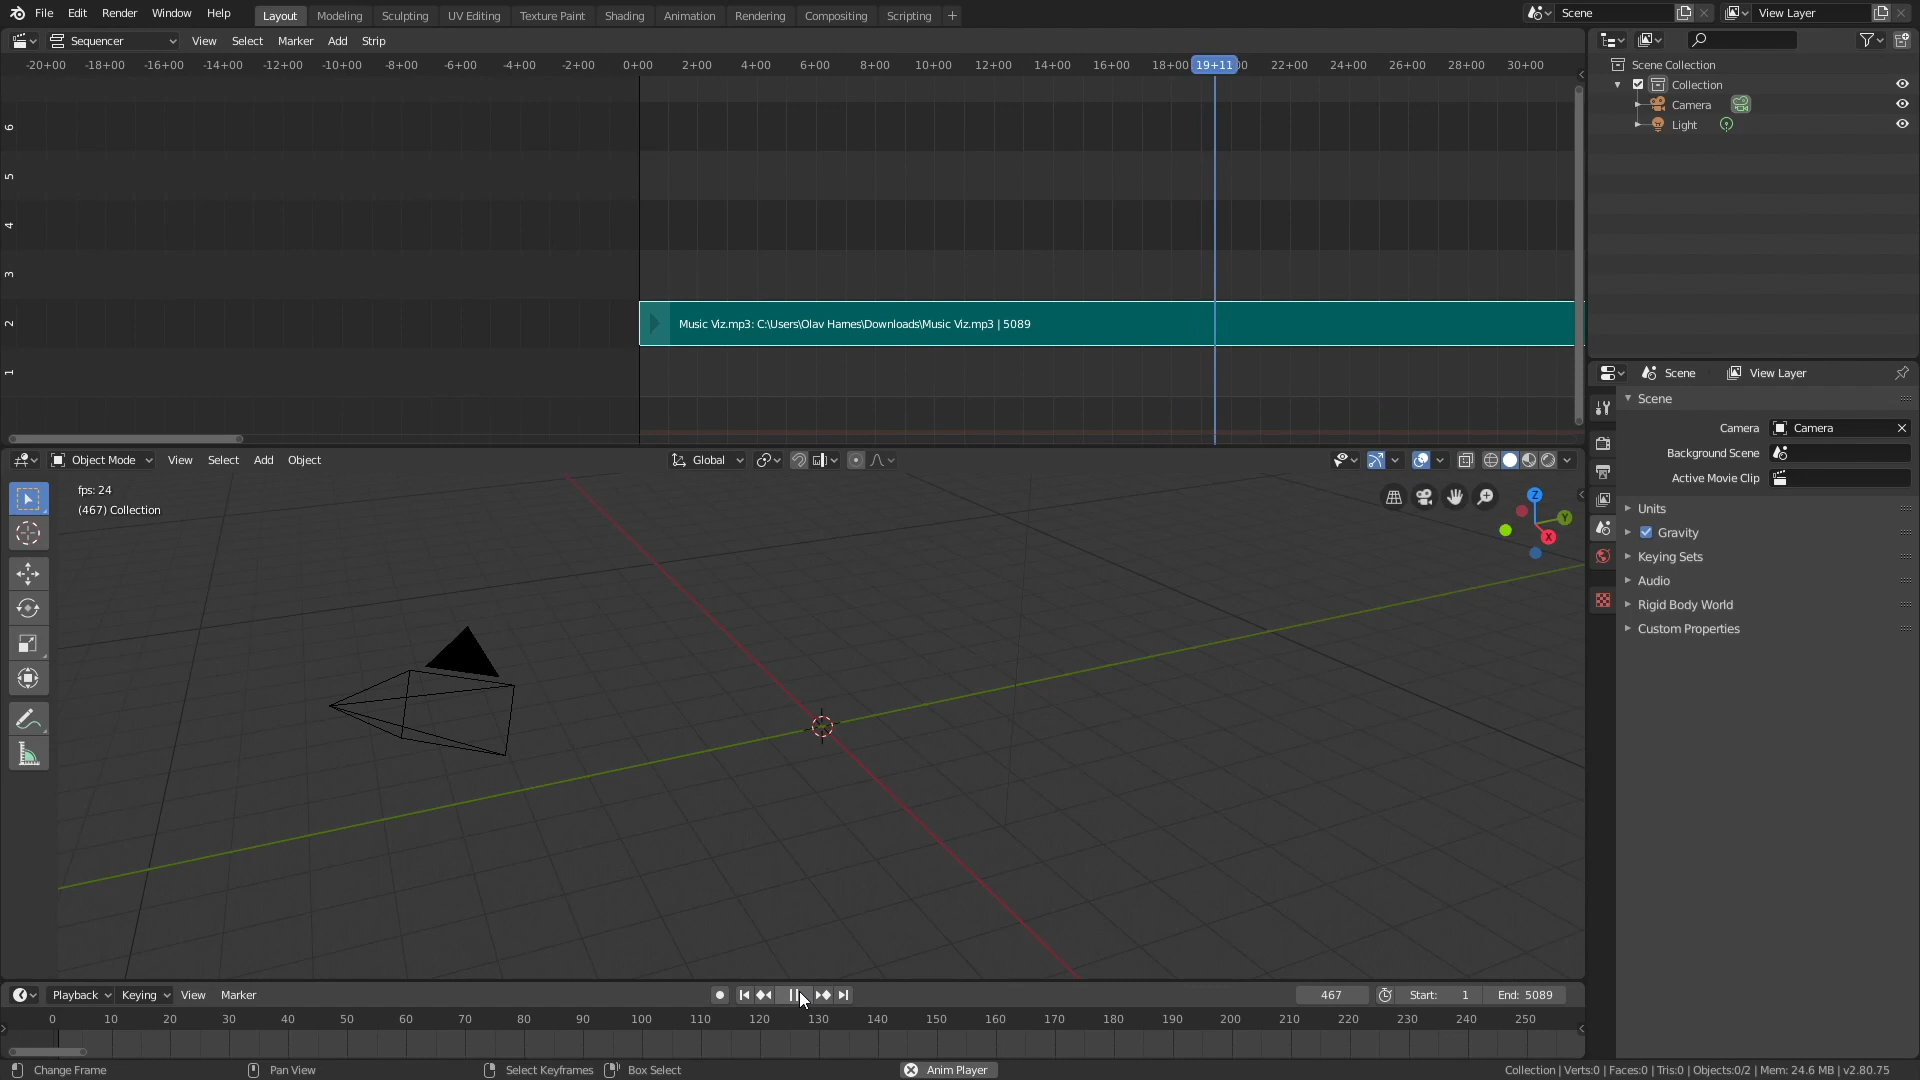 File Edit Render Window Help Layout Modeling Sculpting UV Editing Texture Paint Shading Animation Rendering Compositing Scripting + Scene View Layer
Sequencer View Select Marker Add Strip
-20+00 -18+00 -16+00 -14+00 -12+00 -10+00 -8+00 -6+00 -4+00 -2+00 0+00 2+00 4+00 6+00 8+00 10+00 12+00 14+00 16+00 18+00 19+11 22+00 24+00 26+00 28+00 30+00
6
5
4
3
2
1
Music Viz.mp3: C:\Users\Olav Harnes\Downloads\Music Viz.mp3 | 5089
Scene Collection
Collection
Camera
Light
Scene View Layer
Scene
Camera Camera
Background Scene
Active Movie Clip
Units
Gravity
Keying Sets
Audio
Rigid Body World
Custom Properties
Object Mode View Select Add Object Global
fps: 24
(467) Collection
Z
Y
X
Playback Keying View Marker 467 Start: 1 End: 5089
0 10 20 30 40 50 60 70 80 90 100 110 120 130 140 150 160 170 180 190 200 210 220 230 240 250
Change Frame Pan View Select Keyframes Box Select Anim Player Collection | Verts:0 | Faces:0 | Tris:0 | Objects:0/2 | Mem: 24.6 MB | v2.80.75